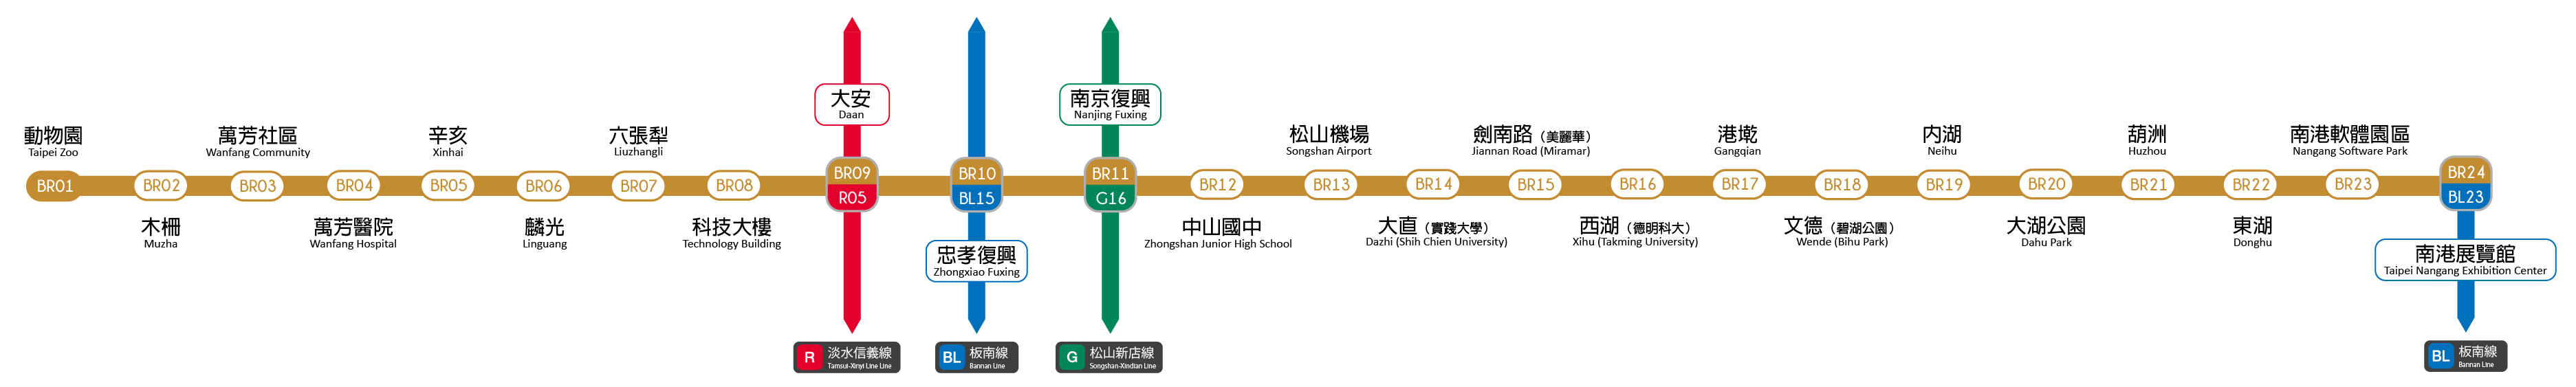 動物園
Taipei Zoo
BR01
BR02
木柵
Muzha
萬芳社區
Wanfang Community
BR03
BR04
萬芳醫院
Wanfang Hospital
辛亥
Xinhai
BR05
BR06
麟光
Linguang
六張犁
Liuzhangli
BR07
BR08
科技大樓
Technology Building
大安
Daan
BR09
R05
R 淡水信義線
Tamsui-Xinyi Line Line
BR10
BL15
忠孝復興
Zhongxiao Fuxing
BL 板南線
Bannan Line
南京復興
Nanjing Fuxing
BR11
G16
G 松山新店線
Songshan-Xindian Line
BR12
中山國中
Zhongshan Junior High School
松山機場
Songshan Airport
BR13
BR14
大直（實踐大學）
Dazhi (Shih Chien University)
劍南路（美麗華）
Jiannan Road (Miramar)
BR15
BR16
西湖（德明科大）
Xihu (Takming University)
港墘
Gangqian
BR17
BR18
文德（碧湖公園）
Wende (Bihu Park)
內湖
Neihu
BR19
BR20
大湖公園
Dahu Park
葫洲
Huzhou
BR21
BR22
東湖
Donghu
南港軟體園區
Nangang Software Park
BR23
BR24
BL23
南港展覽館
Taipei Nangang Exhibition Center
BL 板南線
Bannan Line